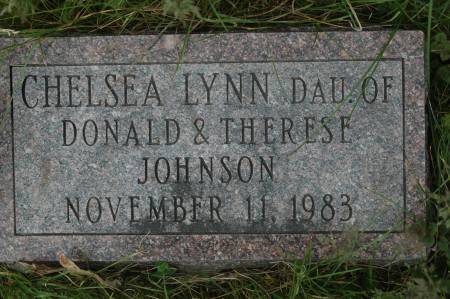 CHELSEA LYNN DAU. OF
DONALD & THERESE
JOHNSON
NOVEMBER 11, 1983